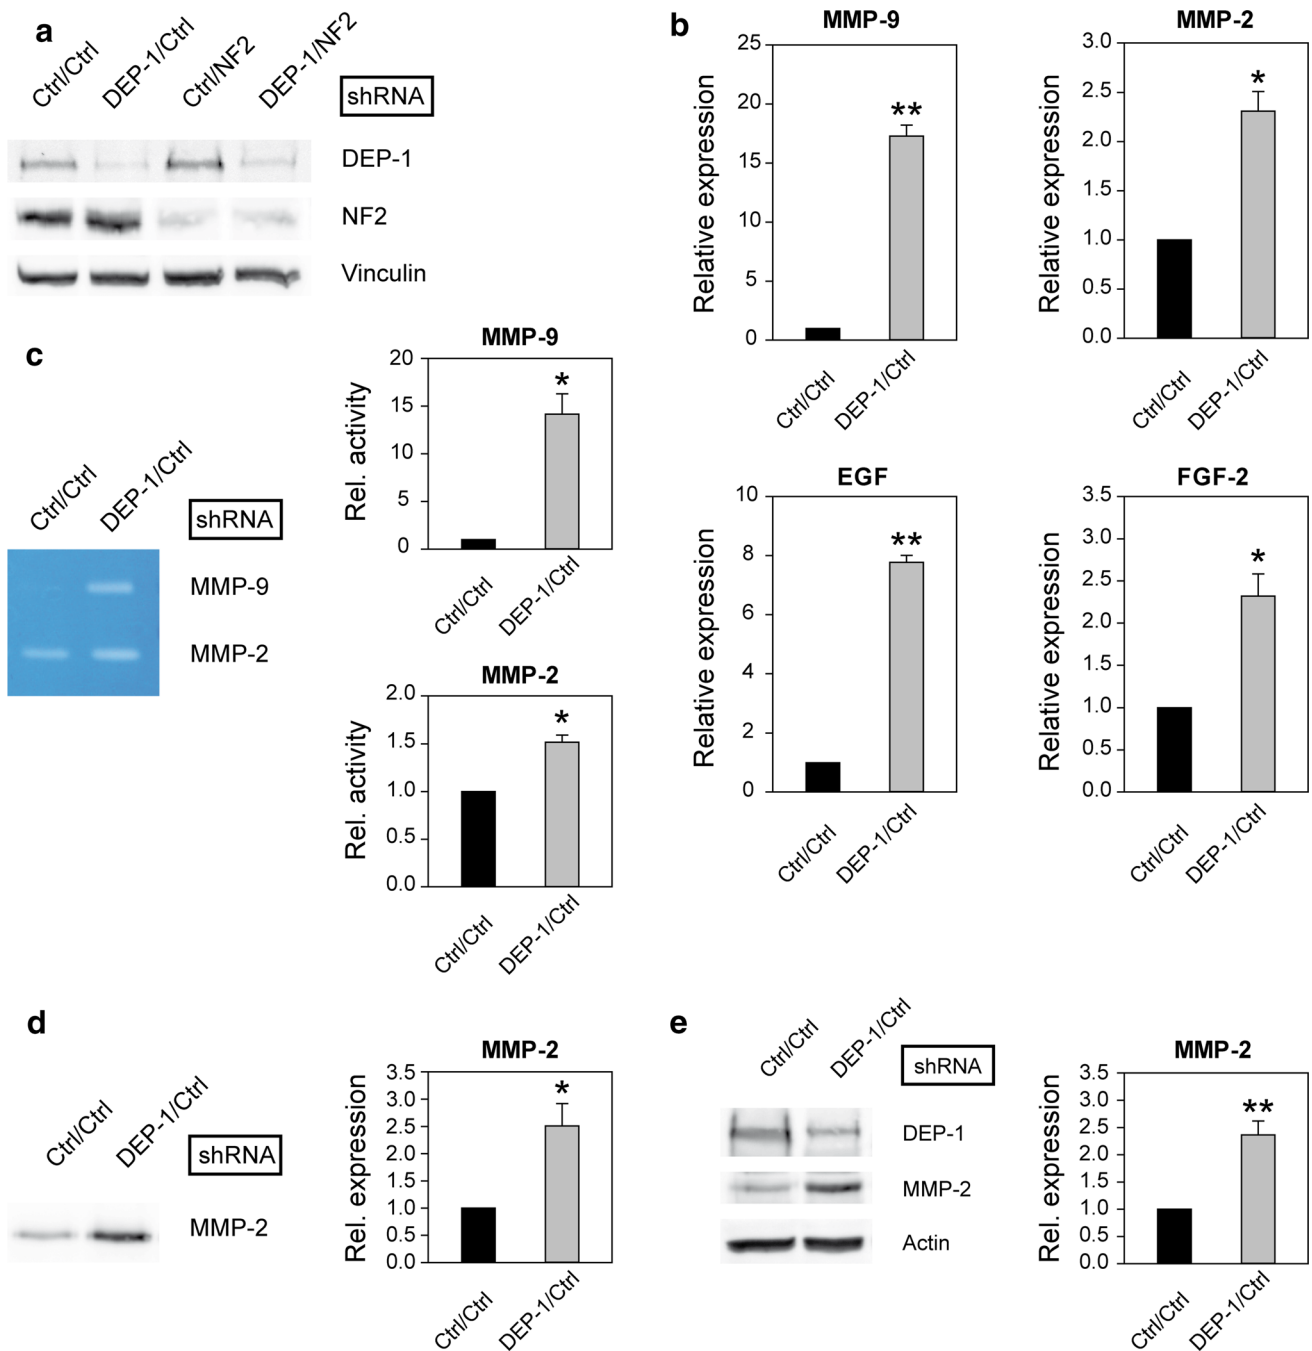 a
Ctrl/Ctrl
DEP-1/Ctrl
Ctrl/NF2
DEP-1/NF2
shRNA
DEP-1
NF2
Vinculin
b
MMP-9
Relative expression
25
20
15
10
5
0
**
Ctrl/Ctrl
DEP-1/Ctrl
MMP-2
Relative expression
3.0
2.5
2.0
1.5
1.0
0.5
0.0
*
Ctrl/Ctrl
DEP-1/Ctrl
EGF
Relative expression
10
8
6
4
2
0
**
Ctrl/Ctrl
DEP-1/Ctrl
FGF-2
Relative expression
3.5
3.0
2.5
2.0
1.5
1.0
0.5
0.0
*
Ctrl/Ctrl
DEP-1/Ctrl
c
Ctrl/Ctrl
DEP-1/Ctrl
shRNA
MMP-9
MMP-2
MMP-9
Rel. activity
20
15
10
5
0
*
Ctrl/Ctrl
DEP-1/Ctrl
MMP-2
Rel. activity
2.0
1.5
1.0
0.5
0.0
*
Ctrl/Ctrl
DEP-1/Ctrl
d
Ctrl/Ctrl
DEP-1/Ctrl
shRNA
MMP-2
MMP-2
Rel. expression
3.5
3.0
2.5
2.0
1.5
1.0
0.5
0.0
*
Ctrl/Ctrl
DEP-1/Ctrl
e
Ctrl/Ctrl
DEP-1/Ctrl
shRNA
DEP-1
MMP-2
Actin
MMP-2
Rel. expression
3.5
3.0
2.5
2.0
1.5
1.0
0.5
0.0
**
Ctrl/Ctrl
DEP-1/Ctrl